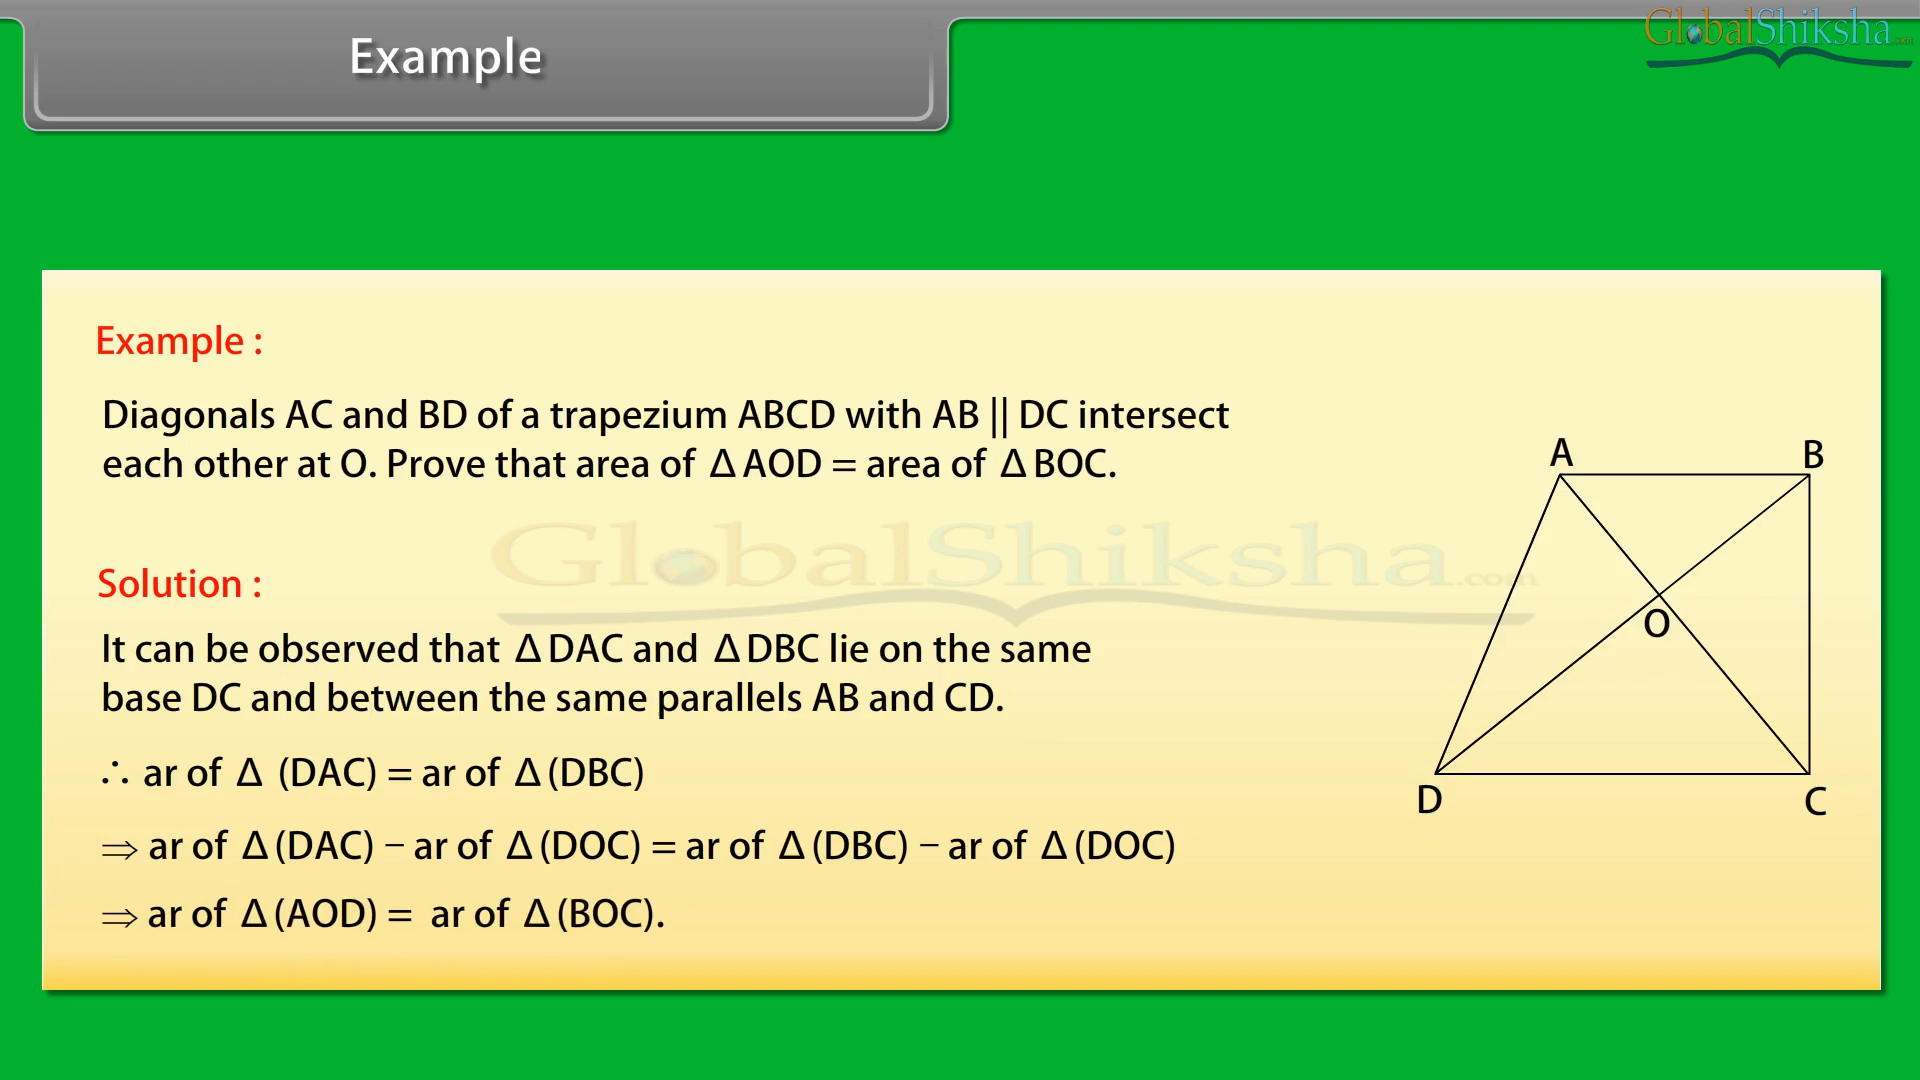 Example
GlobalShiksha.com
Example :
Diagonals AC and BD of a trapezium ABCD with AB || DC intersect
each other at O. Prove that area of Δ AOD = area of Δ BOC.
GlobalShiksha.com
Solution :
It can be observed that Δ DAC and Δ DBC lie on the same
base DC and between the same parallels AB and CD.
∴ ar of Δ (DAC) = ar of Δ (DBC)
⇒ ar of Δ (DAC) – ar of Δ (DOC) = ar of Δ (DBC) – ar of Δ (DOC)
⇒ ar of Δ (AOD) = ar of Δ (BOC).
A B
O
D C